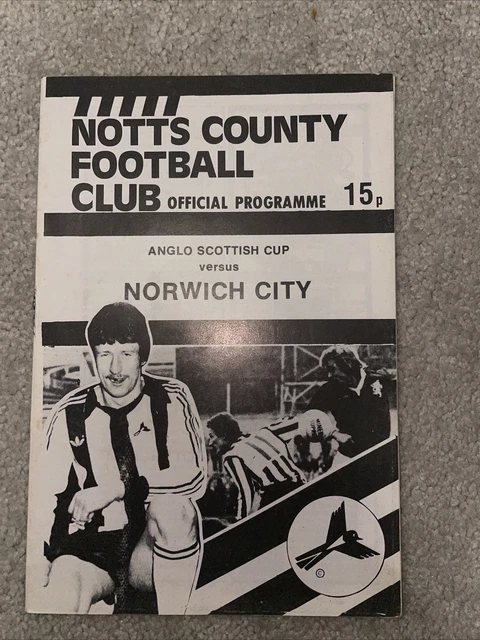 NOTTS COUNTY
FOOTBALL
CLUB OFFICIAL PROGRAMME 15p
ANGLO SCOTTISH CUP
versus
NORWICH CITY
©